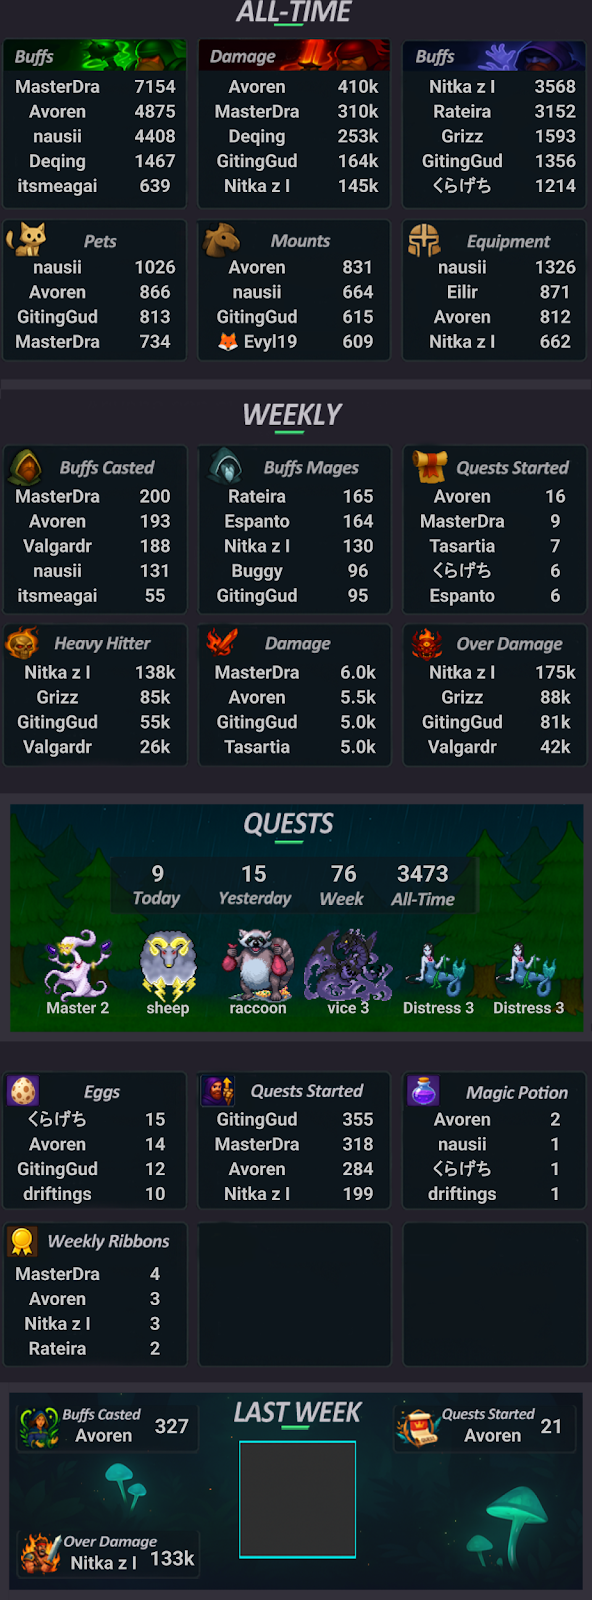 ALL-TIME
Buffs
MasterDra 7154
Avoren 4875
nausii 4408
Deqing 1467
itsmeagai 639
Damage
Avoren 410k
MasterDra 310k
Deqing 253k
GitingGud 164k
Nitka z l 145k
Buffs
Nitka z l 3568
Rateira 3152
Grizz 1593
GitingGud 1356
くらげち 1214
Pets
nausii 1026
Avoren 866
GitingGud 813
MasterDra 734
Mounts
Avoren 831
nausii 664
GitingGud 615
🦊 Evyl19 609
Equipment
nausii 1326
Eilir 871
Avoren 812
Nitka z l 662
WEEKLY
Buffs Casted
MasterDra 200
Avoren 193
Valgardr 188
nausii 131
itsmeagai 55
Buffs Mages
Rateira 165
Espanto 164
Nitka z l 130
Buggy 96
GitingGud 95
Quests Started
Avoren 16
MasterDra 9
Tasartia 7
くらげち 6
Espanto 6
Heavy Hitter
Nitka z l 138k
Grizz 85k
GitingGud 55k
Valgardr 26k
Damage
MasterDra 6.0k
Avoren 5.5k
GitingGud 5.0k
Tasartia 5.0k
Over Damage
Nitka z l 175k
Grizz 88k
GitingGud 81k
Valgardr 42k
QUESTS
9 15 76 3473
Today Yesterday Week All-Time
Master 2 sheep raccoon vice 3 Distress 3 Distress 3
Eggs
くらげち 15
Avoren 14
GitingGud 12
driftings 10
Quests Started
GitingGud 355
MasterDra 318
Avoren 284
Nitka z l 199
Magic Potion
Avoren 2
nausii 1
くらげち 1
driftings 1
Weekly Ribbons
MasterDra 4
Avoren 3
Nitka z l 3
Rateira 2
LAST WEEK
Buffs Casted
Avoren 327
Quests Started
Avoren 21
Over Damage
Nitka z l 133k